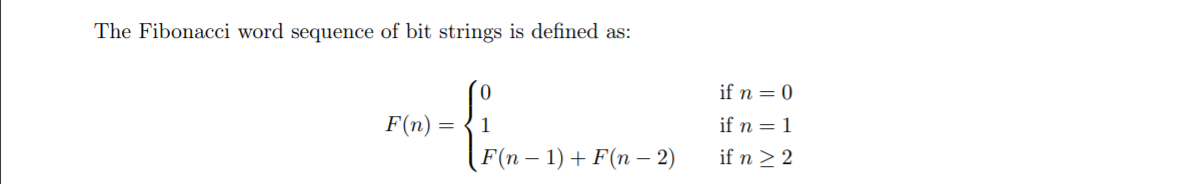 The Fibonacci word sequence of bit strings is defined as:
0 if n = 0
F(n) = { 1 if n = 1
F(n − 1) + F(n − 2) if n ≥ 2